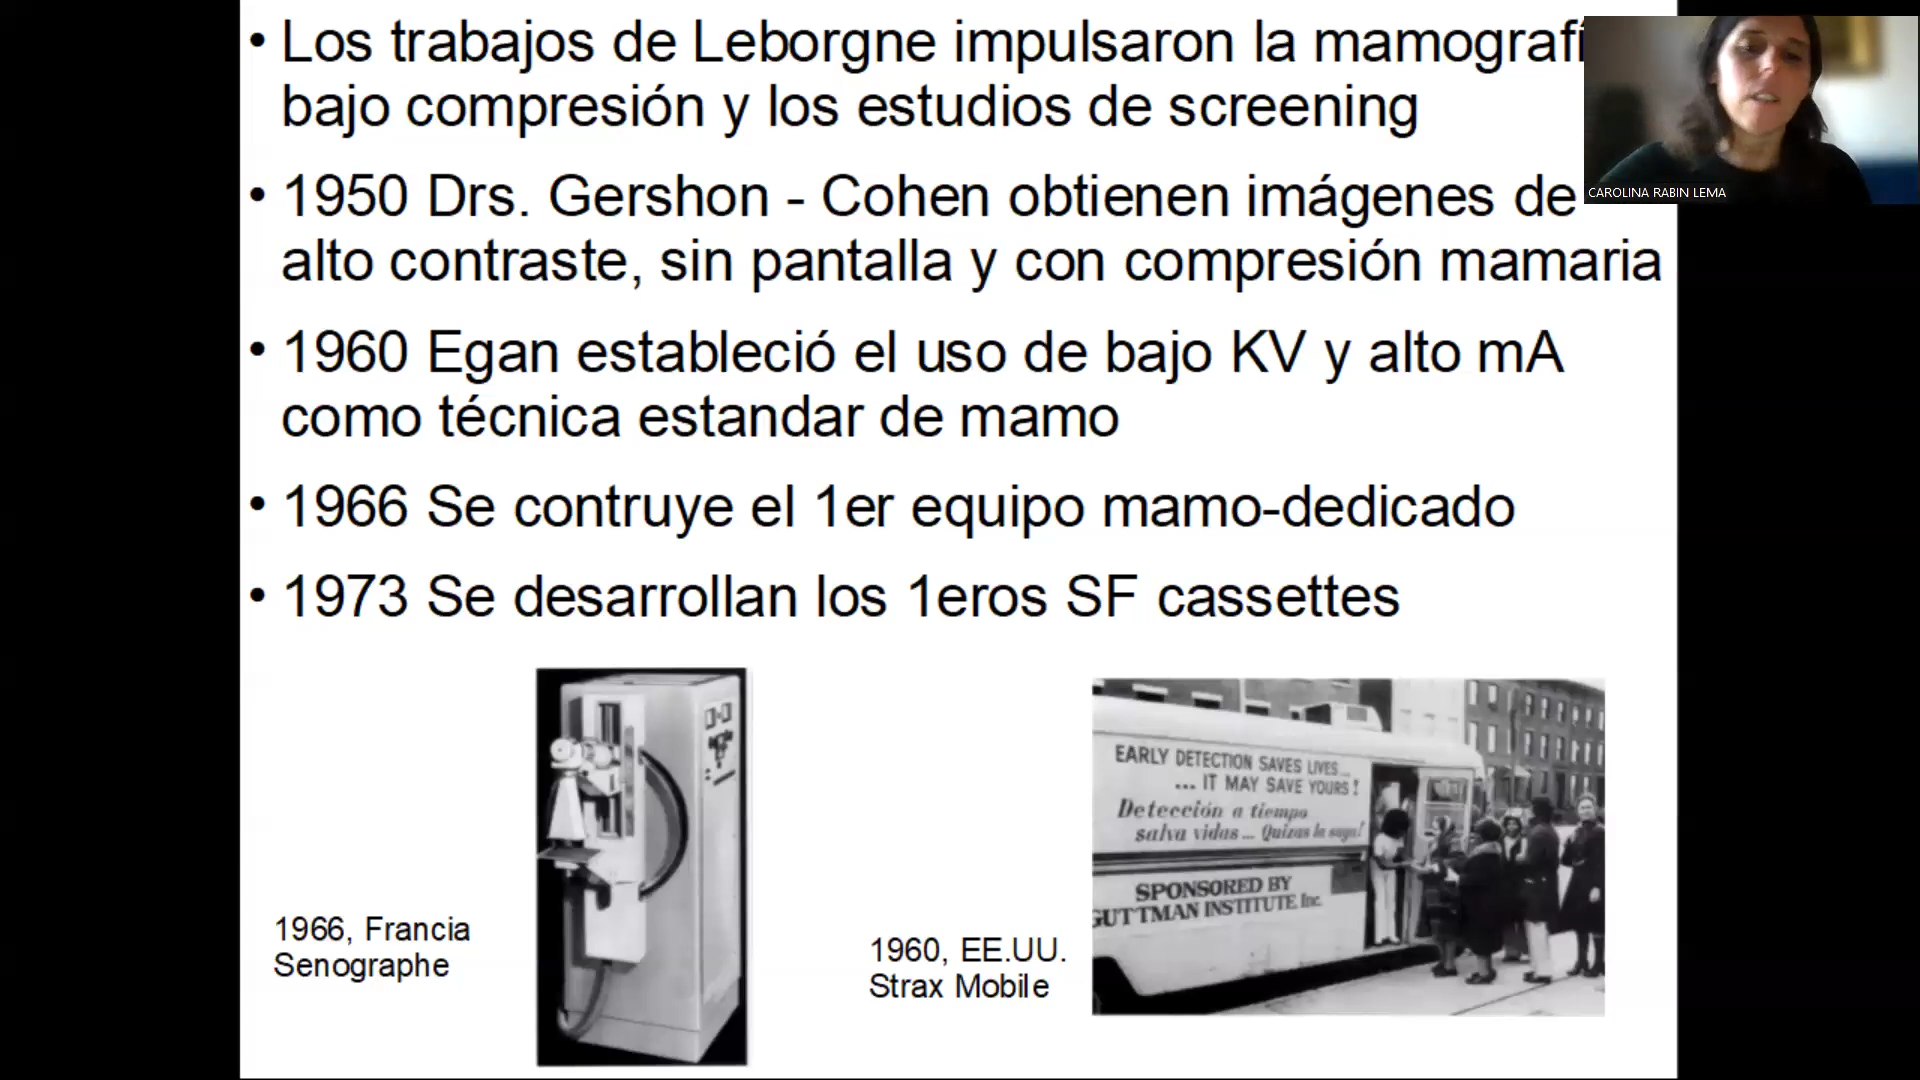 • Los trabajos de Leborgne impulsaron la mamografí
bajo compresión y los estudios de screening
• 1950 Drs. Gershon - Cohen obtienen imágenes de
alto contraste, sin pantalla y con compresión mamaria
• 1960 Egan estableció el uso de bajo KV y alto mA
como técnica estandar de mamo
• 1966 Se contruye el 1er equipo mamo-dedicado
• 1973 Se desarrollan los 1eros SF cassettes
CAROLINA RABIN LEMA
1966, Francia
Senographe
1960, EE.UU.
Strax Mobile
EARLY DETECTION SAVES LIVES...
... IT MAY SAVE YOURS!
Detección a tiempo
salva vidas... Quizas la suya!
SPONSORED BY
GUTTMAN INSTITUTE Inc.